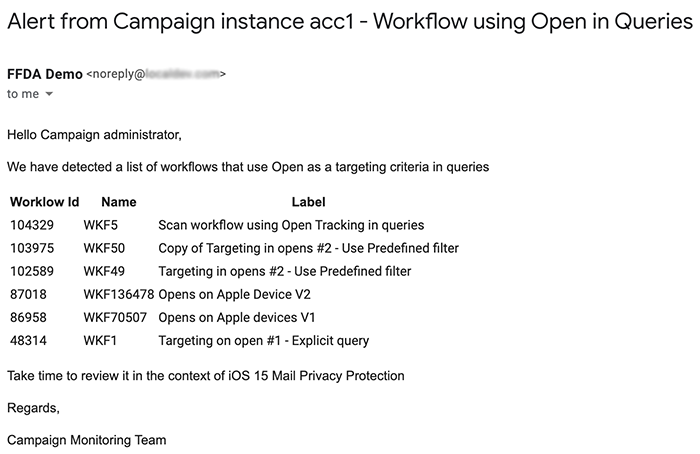 Alert from Campaign instance acc1 - Workflow using Open in Queries
FFDA Demo <noreply@
to me
Hello Campaign administrator,
We have detected a list of workflows that use Open as a targeting criteria in queries
Worklow Id Name Label
104329 WKF5 Scan workflow using Open Tracking in queries
103975 WKF50 Copy of Targeting in opens #2 - Use Predefined filter
102589 WKF49 Targeting in opens #2 - Use Predefined filter
87018 WKF136478 Opens on Apple Device V2
86958 WKF70507 Opens on Apple devices V1
48314 WKF1 Targeting on open #1 - Explicit query
Take time to review it in the context of iOS 15 Mail Privacy Protection
Regards,
Campaign Monitoring Team